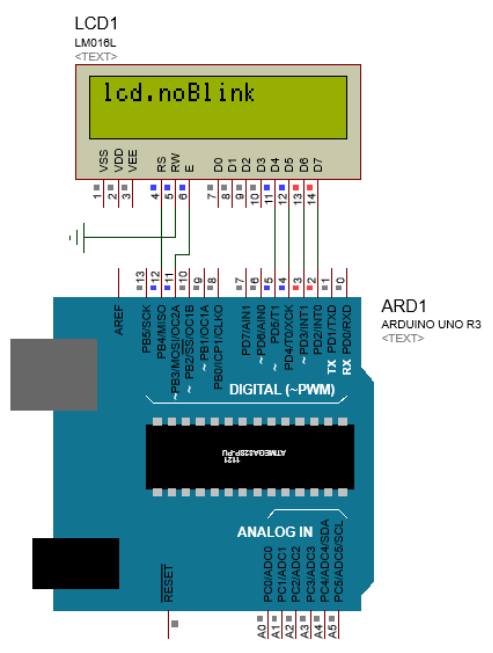 LCD1
LM016L
<TEXT>
lcd.noBlink
VSS VDD VEE RS RW E D0 D1 D2 D3 D4 D5 D6 D7
1 2 3 4 5 6 7 8 9 10 11 12 13 14
13 12 11 10 9 8 7 6 5 4 3 2 1 0
~ ~ ~ ~ ~ ~
AREF PB5/SCK PB4/MISO PB3/MOSI/OC2A PB2/SS/OC1B PB1/OC1A PB0/ICP1/CLKO PD7/AIN1 PD6/AIN0 PD5/T1 PD4/T0/XCK PD3/INT1 PD2/INT0 PD1/TXD PD0/RXD
TX RX
DIGITAL (~PWM)
ARD1
ARDUINO UNO R3
<TEXT>
1121
ATMEGA328P-PU
ANALOG IN
RESET PC0/ADC0 PC1/ADC1 PC2/ADC2 PC3/ADC3 PC4/ADC4/SDA PC5/ADC5/SCL
A0 A1 A2 A3 A4 A5